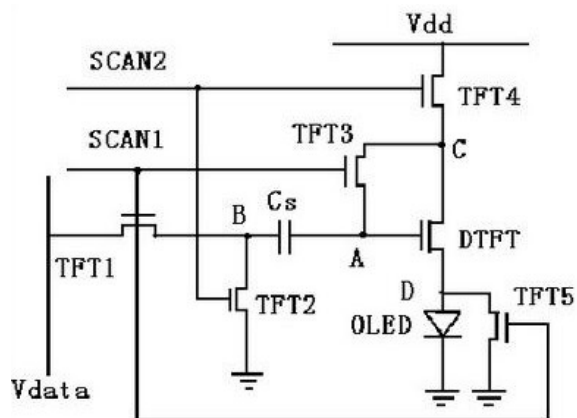 Vdd
SCAN2
TFT4
TFT3
SCAN1
C
Cs
B
A
DTFT
TFT1
TFT2
D
TFT5
OLED
Vdata